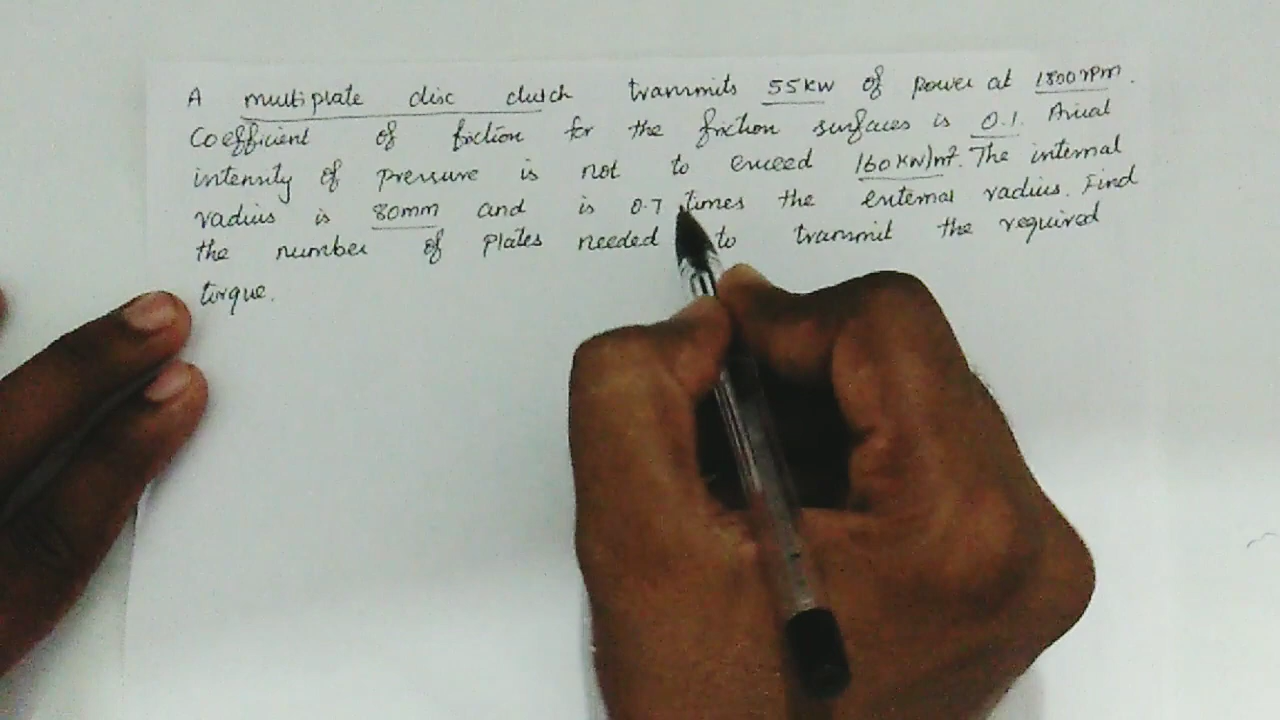 A multiplate disc clutch transmits 55kW of power at 1800rpm.
Coefficient of friction for the friction surfaces is 0.1. Axial
intensity of pressure is not to exceed 160kN/m². The internal
radius is 80mm and is 0.7 times the external radius. Find
the number of plates needed to transmit the required
torque.